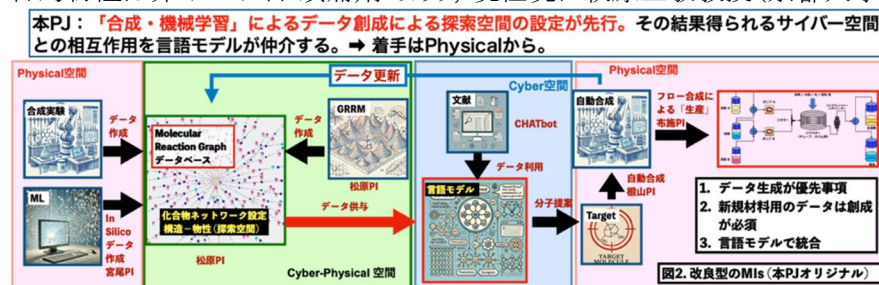 本PJ:「合成・機械学習」によるデータ創成による探索空間の設定が先行。その結果得られるサイバー空間
との相互作用を言語モデルが仲介する。➡ 着手はPhysicalから。
Physical空間
データ更新
Cyber空間
Physical空間
合成実験
データ
作成
Molecular
Reaction Graph
データベース
データ
作成
GRRM
松原PI
文献
CHATbot
データ利用
自動合成
フロー合成に
よる「生産」
布施PI
ML
In
Silico
データ
作成
宮尾PI
化合物ネットワーク設定
構造-物性(探索空間)
松原PI
データ供与
Cyber-Physical 空間
言語モデル
分子提案
自動合成
椴山PI
Target
TARGET
MOLECULE
1. データ生成が優先事項
2. 新規材料用のデータは創成
が必須
3. 言語モデルで統合
図2. 改良型のMIs(本PJオリジナル)